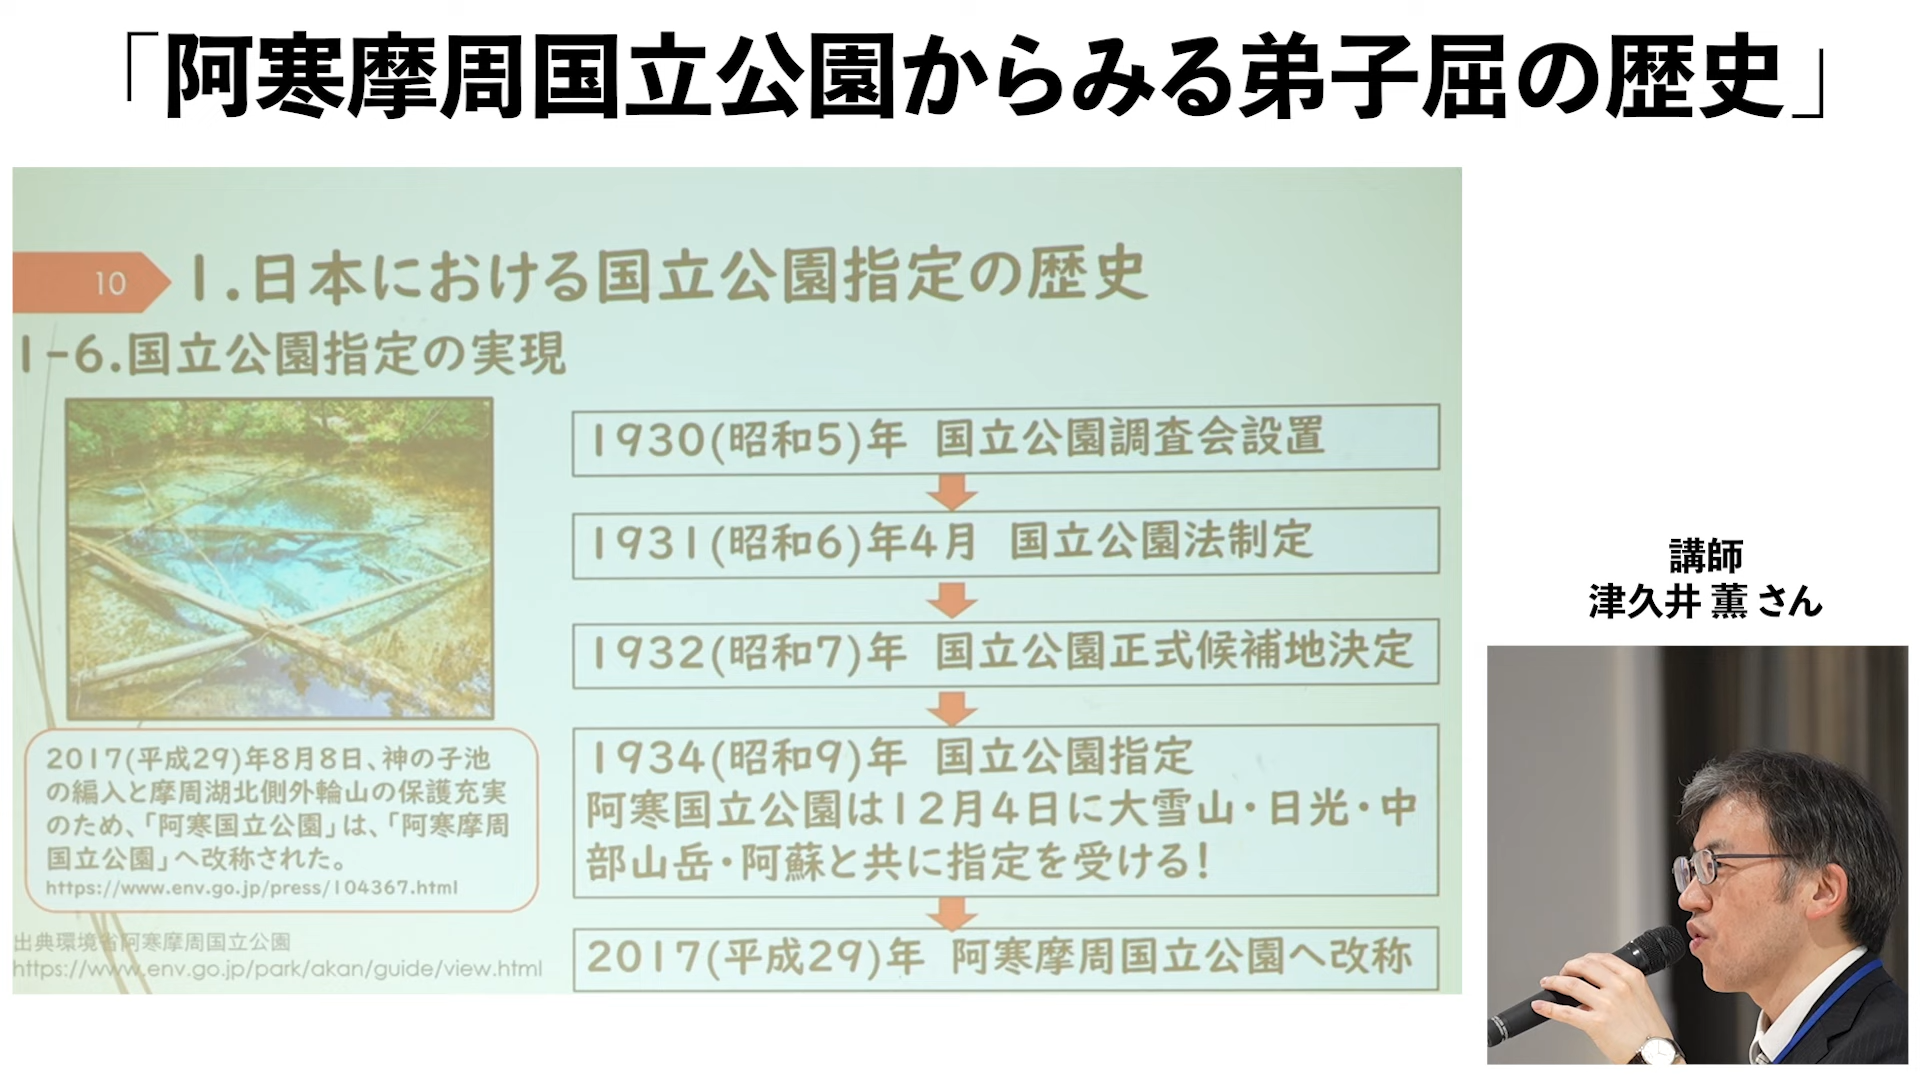 「阿寒摩周国立公園からみる弟子屈の歴史」
10
1.日本における国立公園指定の歴史
1-6.国立公園指定の実現
1930(昭和5)年 国立公園調査会設置
1931(昭和6)年4月 国立公園法制定
1932(昭和7)年 国立公園正式候補地決定
1934(昭和9)年 国立公園指定
阿寒国立公園は12月4日に大雪山・日光・中
部山岳・阿蘇と共に指定を受ける!
2017(平成29)年 阿寒摩周国立公園へ改称
2017(平成29)年8月8日、神の子池
の編入と摩周湖北側外輪山の保護充実
のため、「阿寒国立公園」は、「阿寒摩周
国立公園」へ改称された。
https://www.env.go.jp/press/104367.html
出典環境省阿寒摩周国立公園
https://www.env.go.jp/park/akan/guide/view.html
講師
津久井 薫 さん